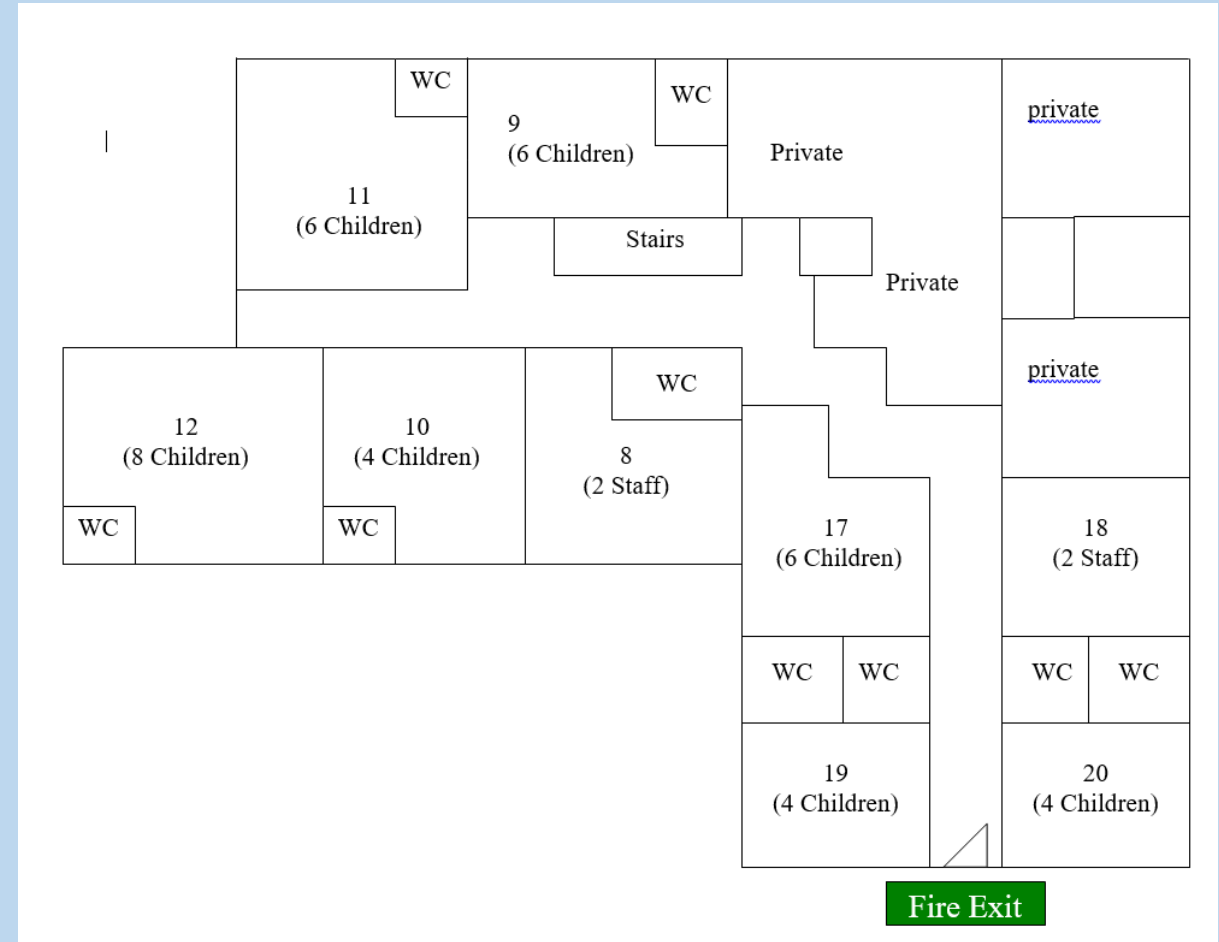 WC
WC
private
9
(6 Children)
Private
11
(6 Children)
Stairs
Private
private
WC
12
(8 Children)
10
(4 Children)
8
(2 Staff)
WC
WC
17
(6 Children)
18
(2 Staff)
WC
WC
WC
WC
19
(4 Children)
20
(4 Children)
Fire Exit